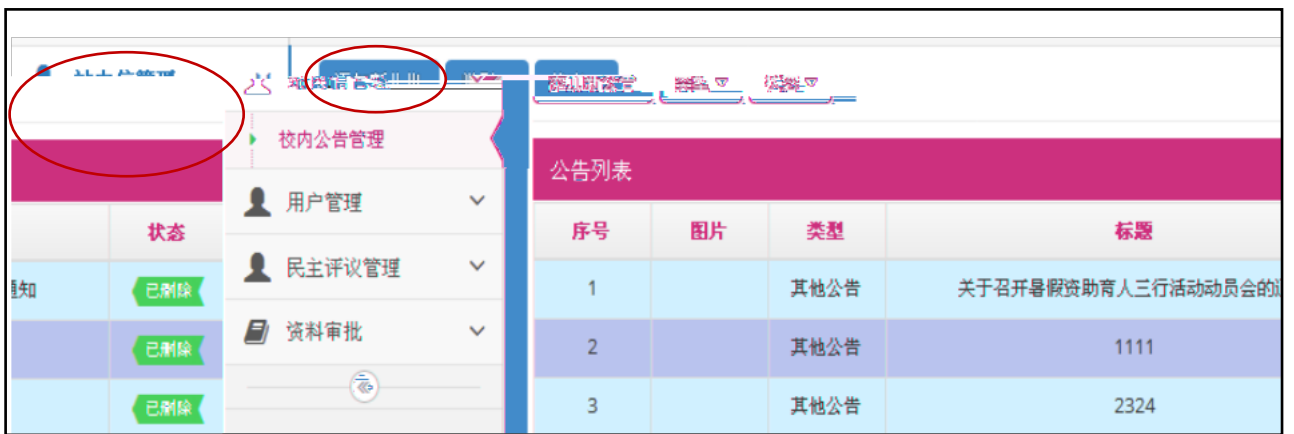 校内公告管理
公告列表
用户管理
状态
序号 图片 类型 标题
民主评议管理
通知 已删除
1 其他公告 关于召开暑假资助育人三行活动动员会的
资料审批
已删除
2 其他公告 1111
已删除
3 其他公告 2324